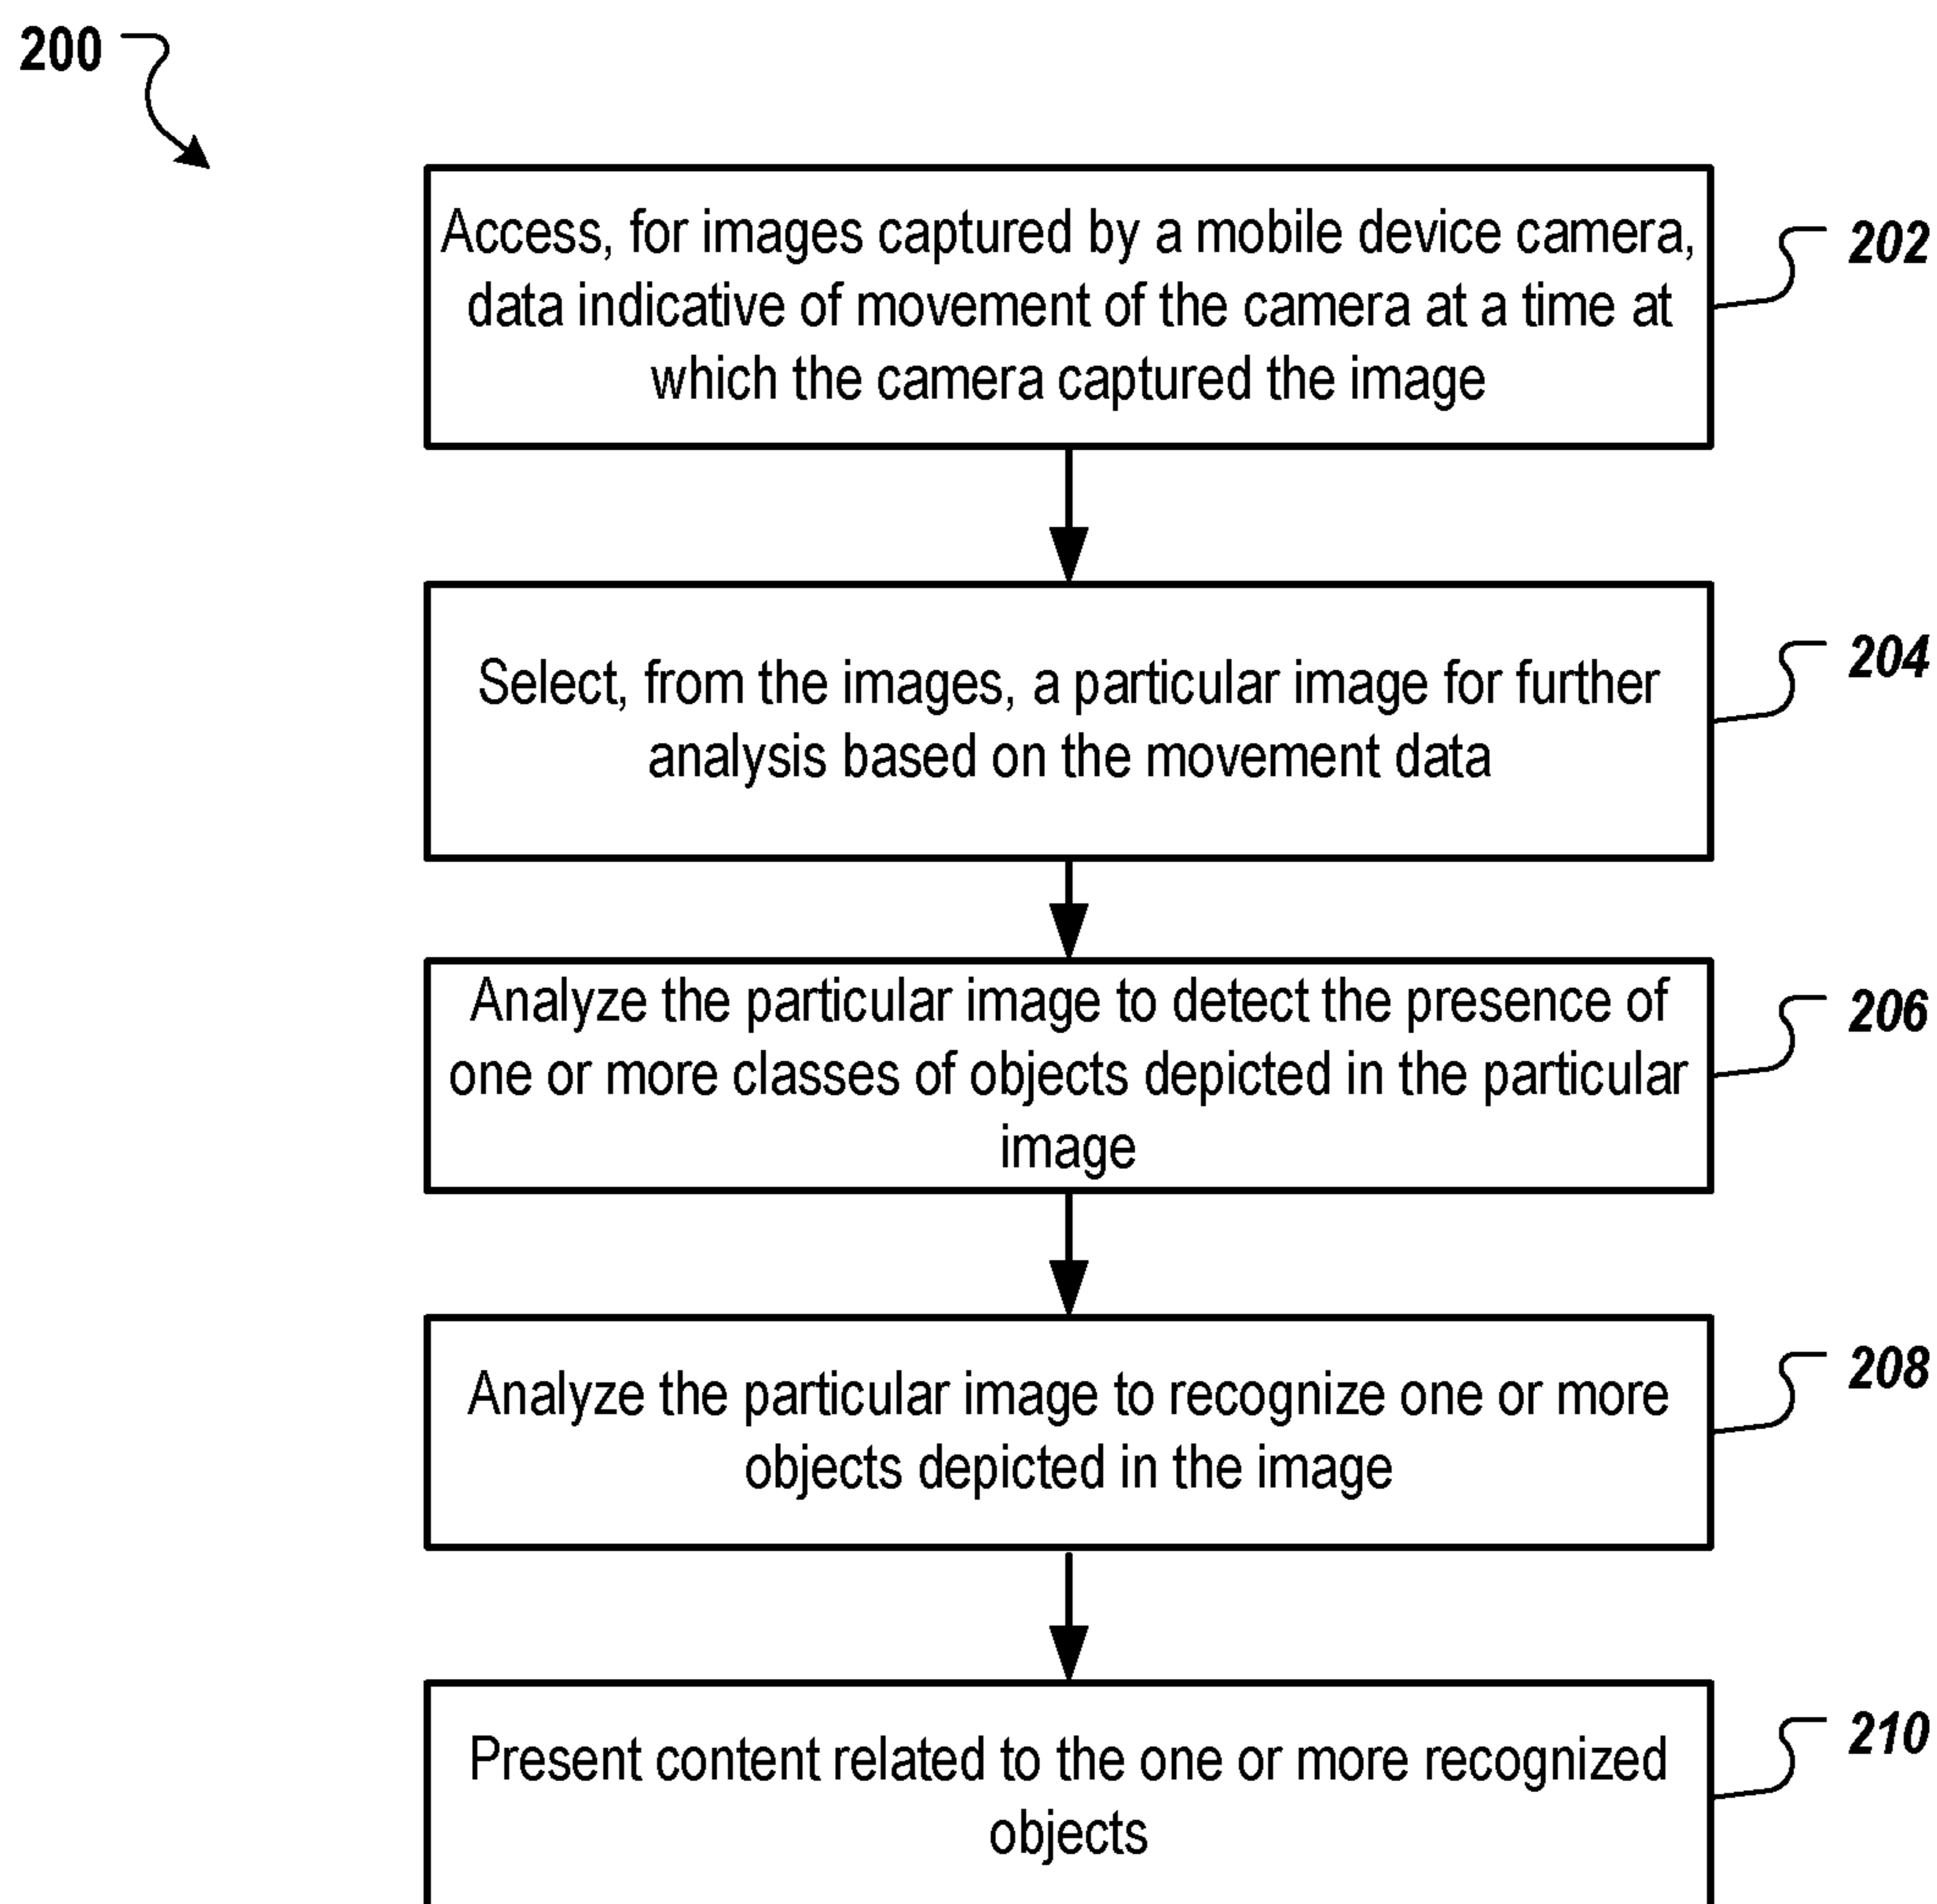 200
Access, for images captured by a mobile device camera,
data indicative of movement of the camera at a time at
which the camera captured the image
202
Select, from the images, a particular image for further
analysis based on the movement data
204
Analyze the particular image to detect the presence of
one or more classes of objects depicted in the particular
image
206
Analyze the particular image to recognize one or more
objects depicted in the image
208
Present content related to the one or more recognized
objects
210